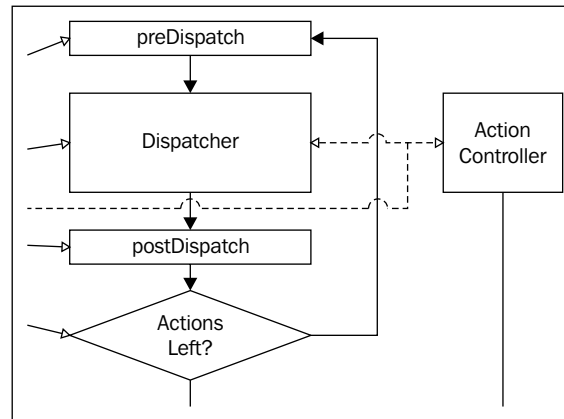 preDispatch
Dispatcher
Action
Controller
postDispatch
Actions
Left?